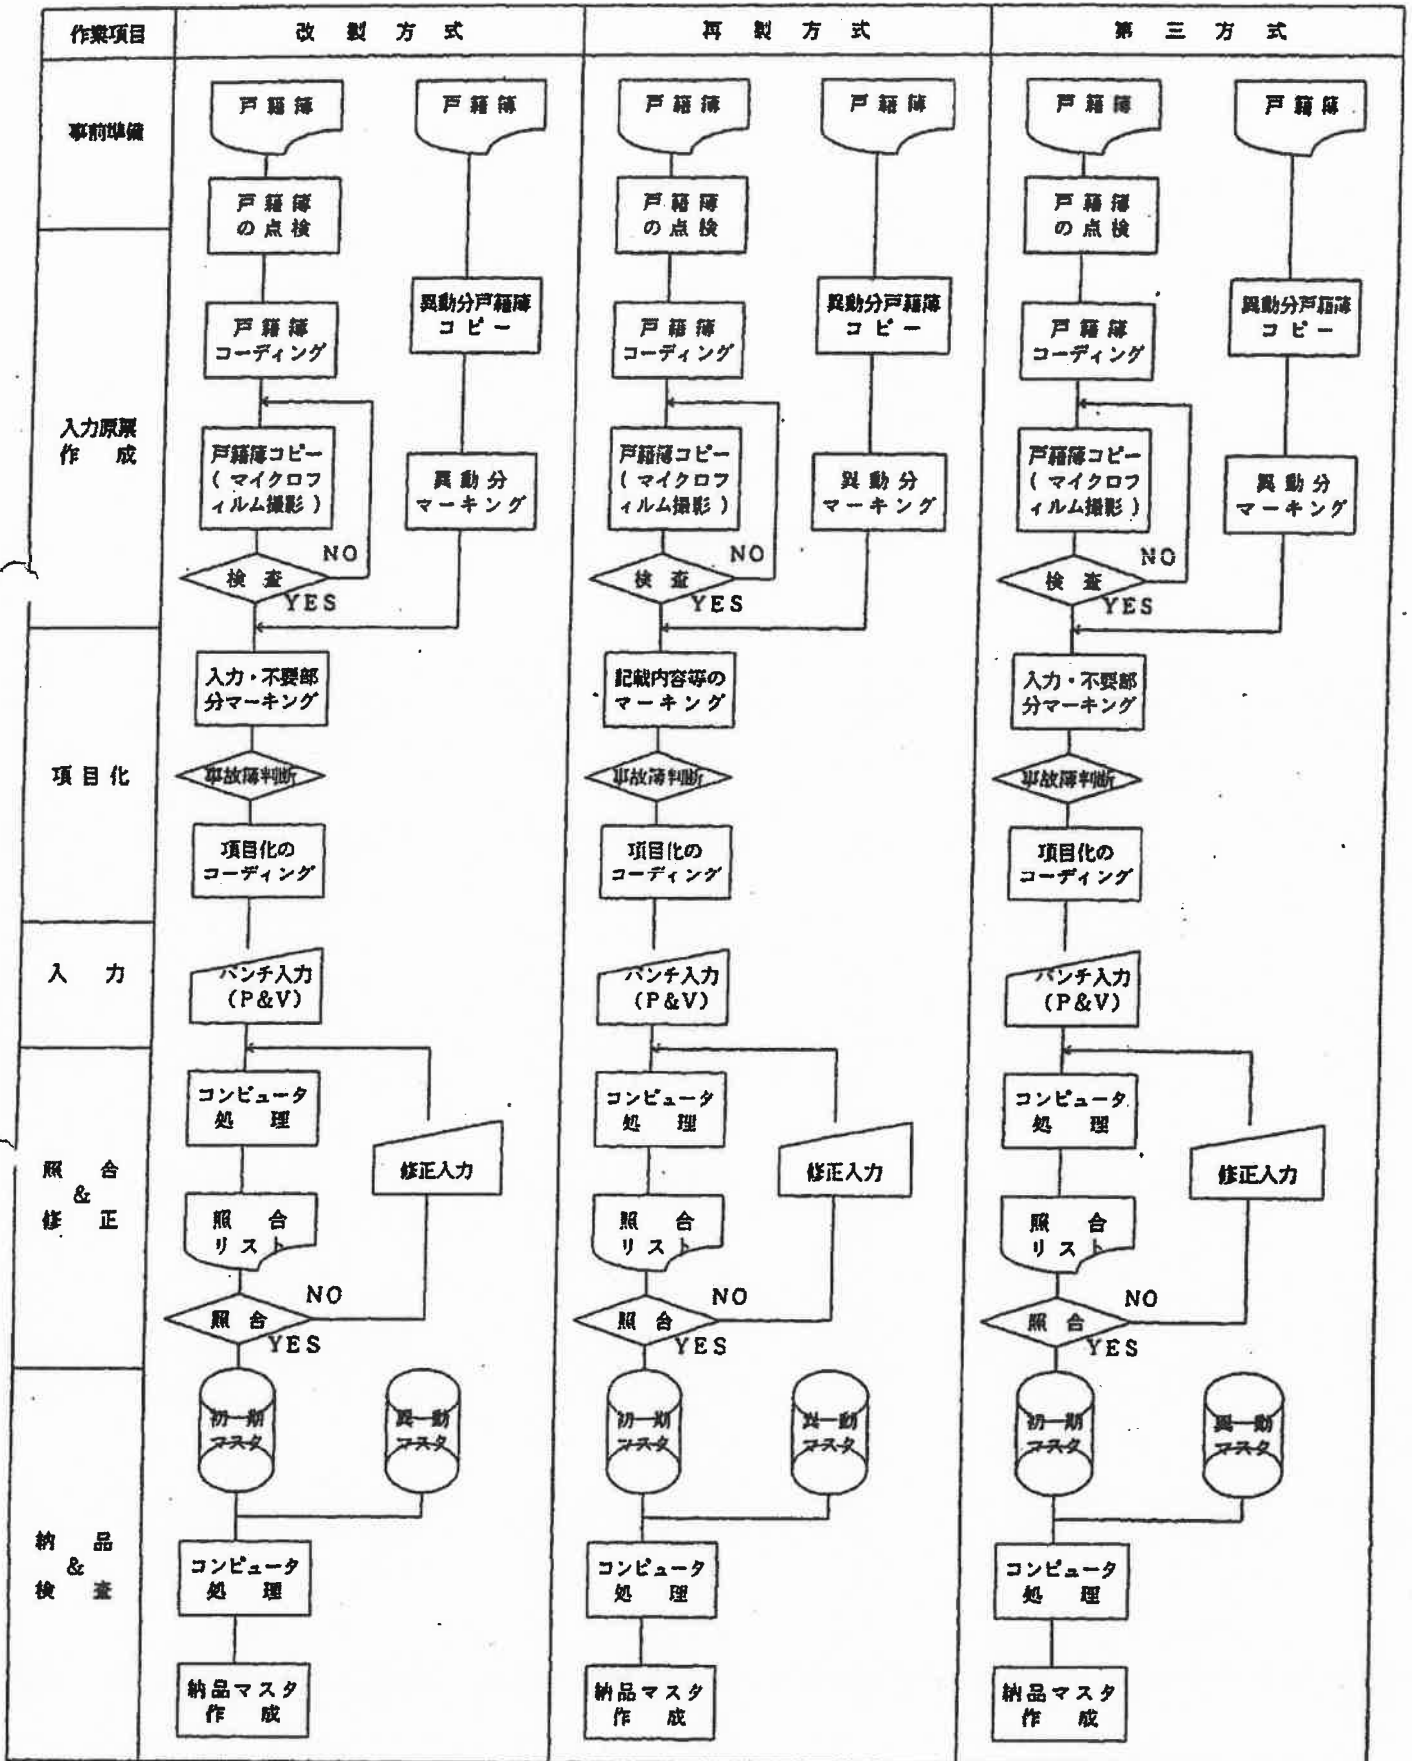 作業項目
改製方式
再製方式
第三方式
事前準備
入力原票
作成
項目化
入力
照合
&
修正
納品
&
検査
戸籍簿
戸籍簿
戸籍簿
の点検
異動分戸籍簿
コピー
戸籍簿
コーディング
戸籍簿コピー
(マイクロフ
ィルム撮影)
異動分
マーキング
NO
検査
YES
入力・不要部
分マーキング
事故簿判断
項目化の
コーディング
パンチ入力
(P&V)
コンピュータ
処理
修正入力
照合
リスト
NO
照合
YES
初期
マスタ
異動
マスタ
コンピュータ
処理
納品マスタ
作成
戸籍簿
戸籍簿
戸籍簿
の点検
異動分戸籍簿
コピー
戸籍簿
コーディング
戸籍簿コピー
(マイクロフ
ィルム撮影)
異動分
マーキング
NO
検査
YES
記載内容等の
マーキング
事故簿判断
項目化の
コーディング
パンチ入力
(P&V)
コンピュータ
処理
修正入力
照合
リスト
NO
照合
YES
初期
マスタ
異動
マスタ
コンピュータ
処理
納品マスタ
作成
戸籍簿
戸籍簿
戸籍簿
の点検
異動分戸籍簿
コピー
戸籍簿
コーディング
戸籍簿コピー
(マイクロフ
ィルム撮影)
異動分
マーキング
NO
検査
YES
入力・不要部
分マーキング
事故簿判断
項目化の
コーディング
パンチ入力
(P&V)
コンピュータ
処理
修正入力
照合
リスト
NO
照合
YES
初期
マスタ
異動
マスタ
コンピュータ
処理
納品マスタ
作成